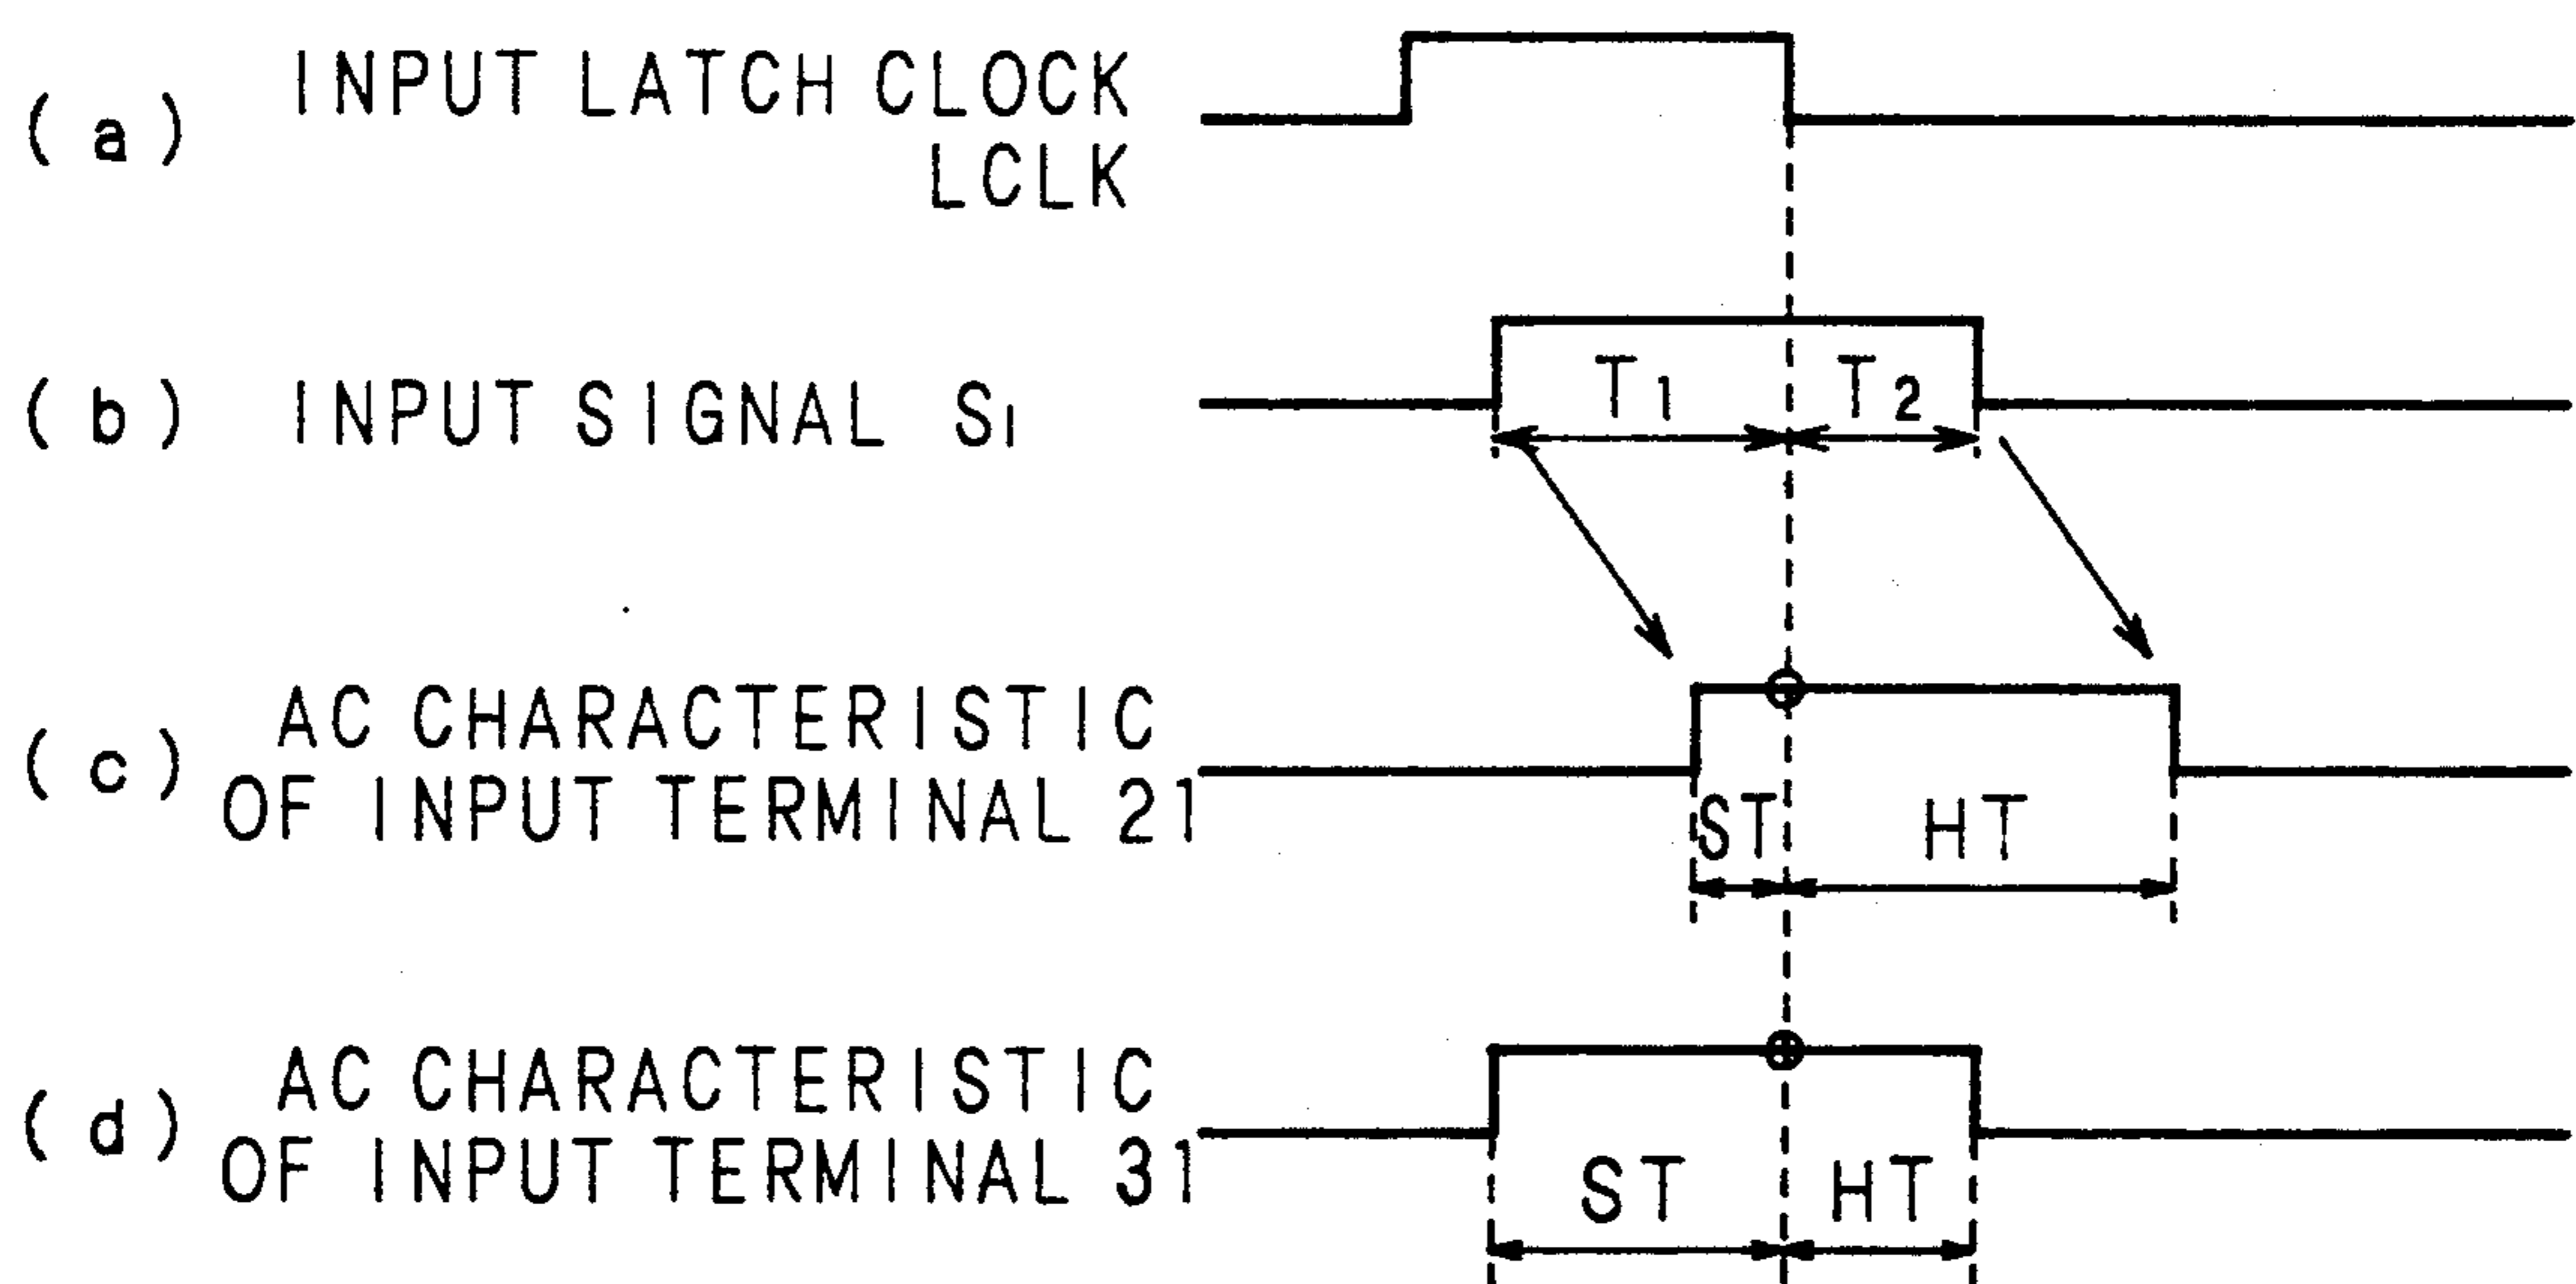 (a) INPUT LATCH CLOCK
LCLK
(b) INPUT SIGNAL SI
T1 T2
(c) AC CHARACTERISTIC
OF INPUT TERMINAL 21
ST HT
(d) AC CHARACTERISTIC
OF INPUT TERMINAL 31
ST HT